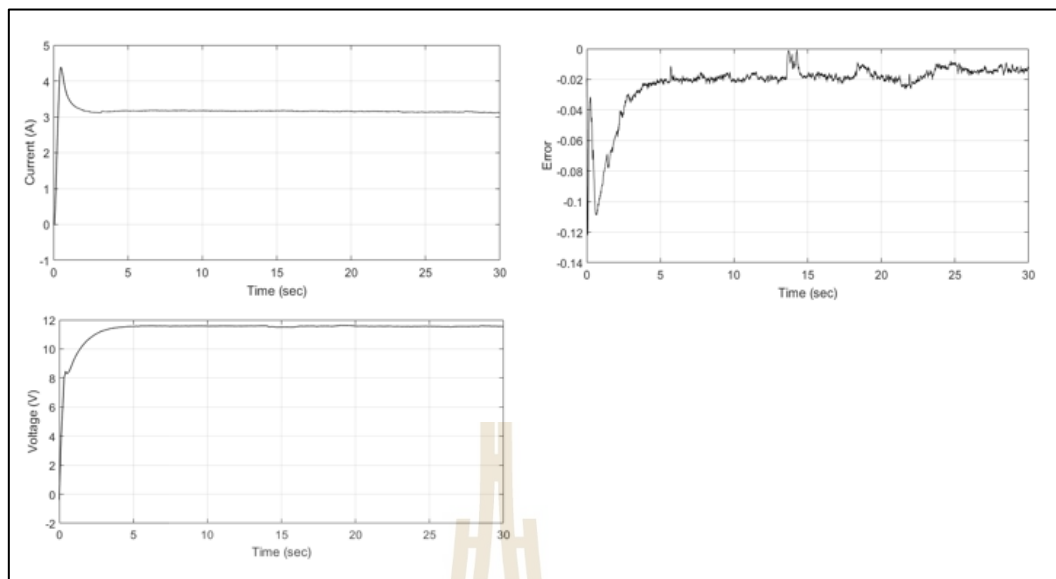 5
4
3
2
1
0
-1
Current (A)
0 5 10 15 20 25 30
Time (sec)
0
-0.02
-0.04
-0.06
-0.08
-0.1
-0.12
-0.14
Error
0 5 10 15 20 25 30
Time (sec)
12
10
8
6
4
2
0
-2
Voltage (V)
0 5 10 15 20 25 30
Time (sec)